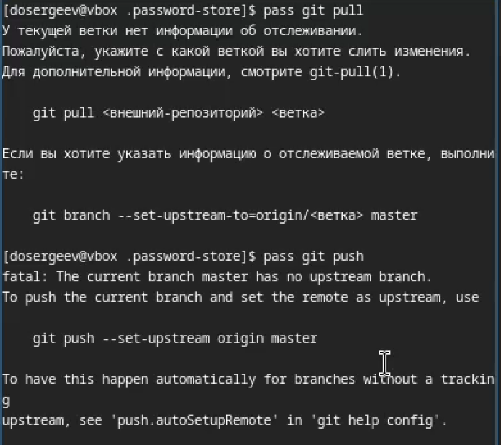 [dosergeev@vbox .password-store]$ pass git pull
У текущей ветки нет информации об отслеживании.
Пожалуйста, укажите с какой веткой вы хотите слить изменения.
Для дополнительной информации, смотрите git-pull(1).
git pull <внешний-репозиторий> <ветка>
Если вы хотите указать информацию о отслеживаемой ветке, выполни
те:
git branch --set-upstream-to=origin/<ветка> master
[dosergeev@vbox .password-store]$ pass git push
fatal: The current branch master has no upstream branch.
To push the current branch and set the remote as upstream, use
git push --set-upstream origin master
To have this happen automatically for branches without a trackin
g
upstream, see 'push.autoSetupRemote' in 'git help config'.